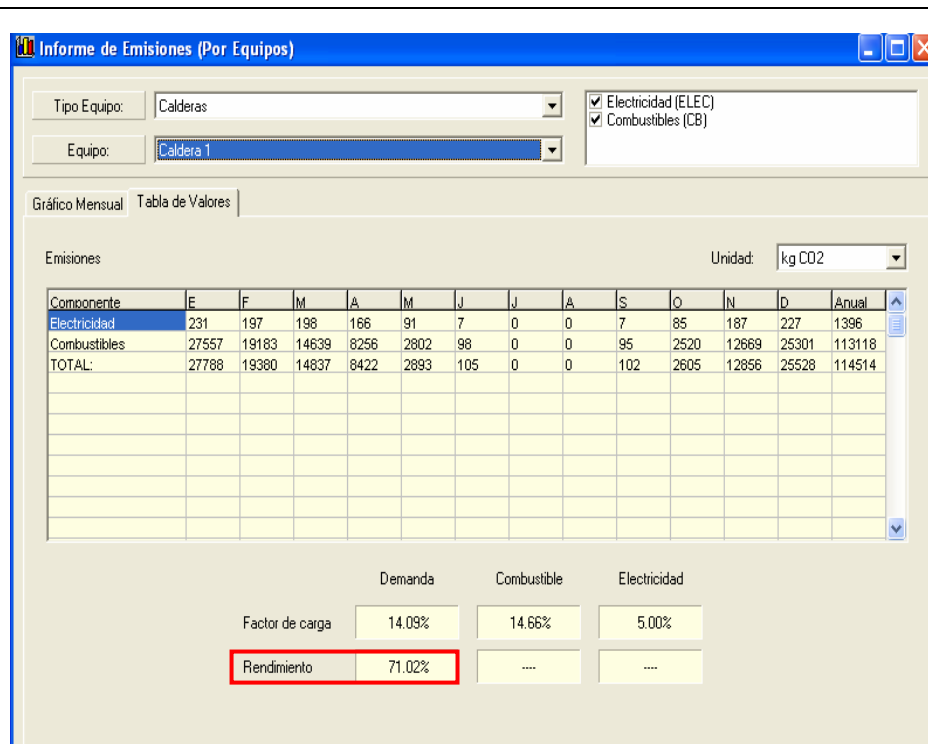 Informe de Emisiones (Por Equipos)
Tipo Equipo: Calderas
Electricidad (ELEC)
Combustibles (CB)
Equipo: Caldera 1
Gráfico Mensual Tabla de Valores
Emisiones Unidad: kg CO2
Componente E F M A M J J A S O N D Anual
Electricidad 231 197 198 166 91 7 0 0 7 85 187 227 1396
Combustibles 27557 19183 14639 8256 2802 98 0 0 95 2520 12669 25301 113118
TOTAL: 27788 19380 14837 8422 2893 105 0 0 102 2605 12856 25528 114514
Demanda Combustible Electricidad
Factor de carga 14.09% 14.66% 5.00%
Rendimiento 71.02% ---- ----